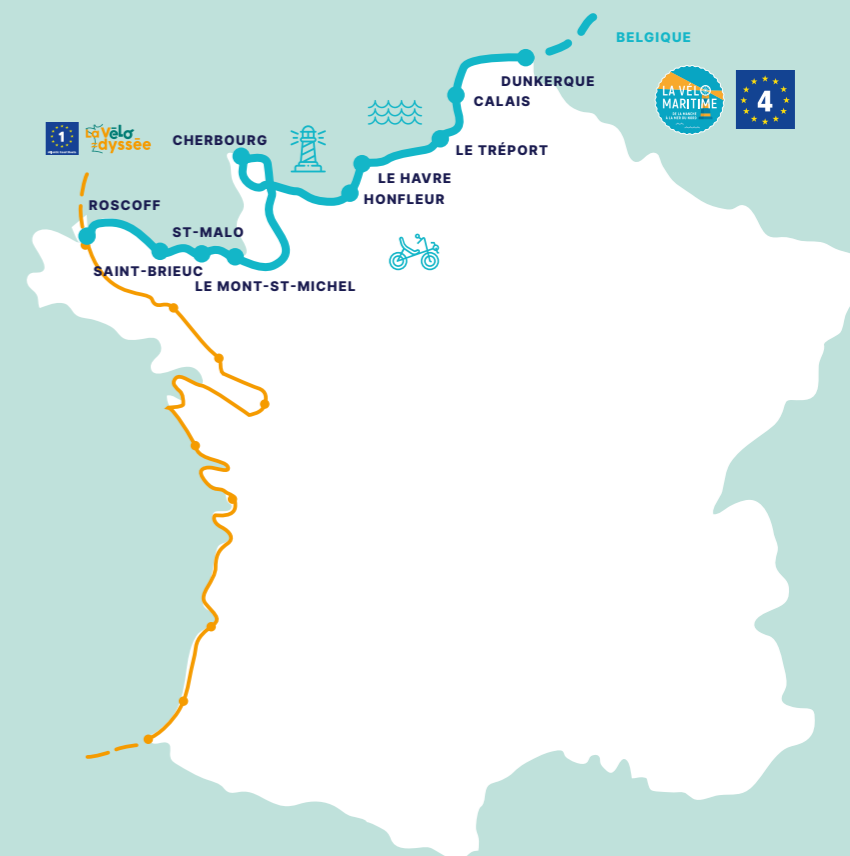 BELGIQUE
DUNKERQUE
LA VÉLO
MARITIME
4
CALAIS
1
La Vélo
dyssée
CHERBOURG
LE TRÉPORT
LE HAVRE
ROSCOFF
HONFLEUR
ST-MALO
SAINT-BRIEUC
LE MONT-ST-MICHEL